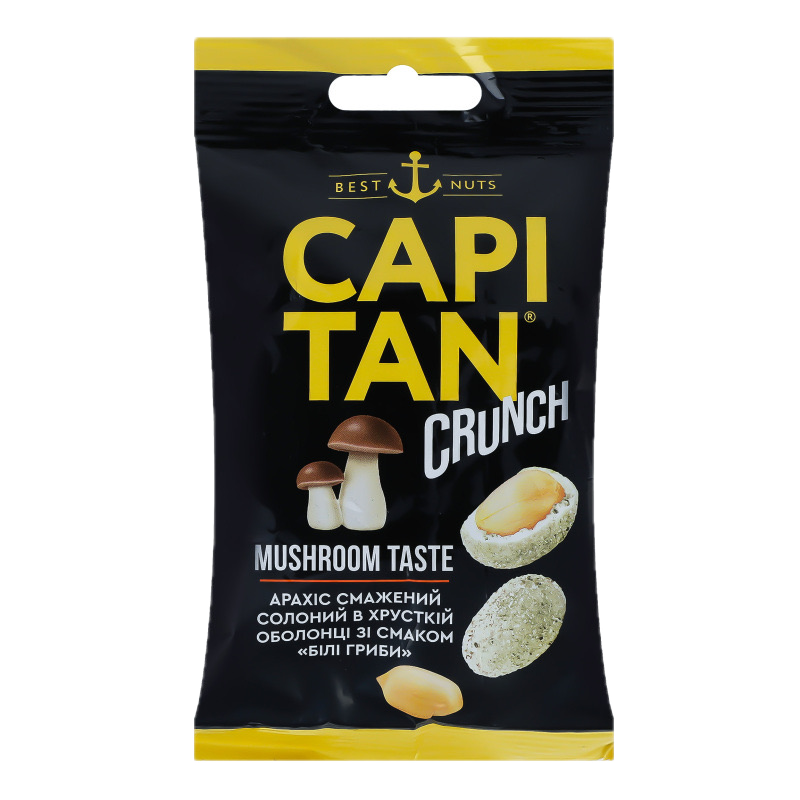 BEST NUTS
CAPI
TAN®
CRUNCH
MUSHROOM TASTE
АРАХІС СМАЖЕНИЙ
СОЛОНИЙ В ХРУСТКІЙ
ОБОЛОНЦІ ЗІ СМАКОМ
«БІЛІ ГРИБИ»